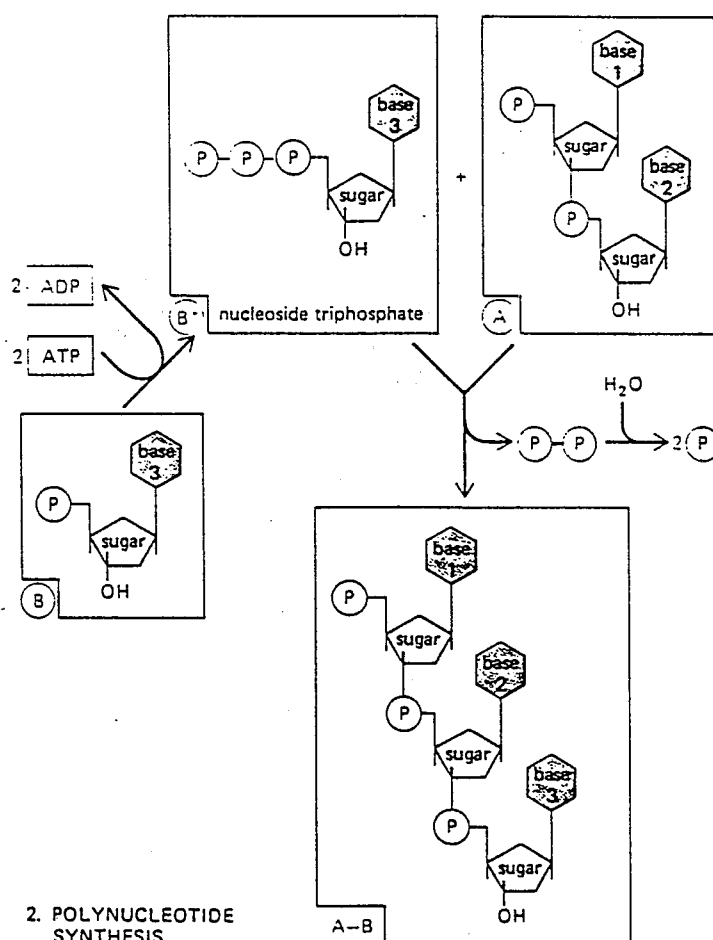 base
1
P
base
3
sugar
base
2
P P P
+
sugar
P
OH
sugar
OH
2 ADP
B* nucleoside triphosphate
A
2 ATP
H₂O
base
3
P P
2 P
P
sugar
base
1
OH
P
B
sugar
base
2
P
sugar
base
3
P
sugar
2. POLYNUCLEOTIDE
SYNTHESIS
A–B
OH